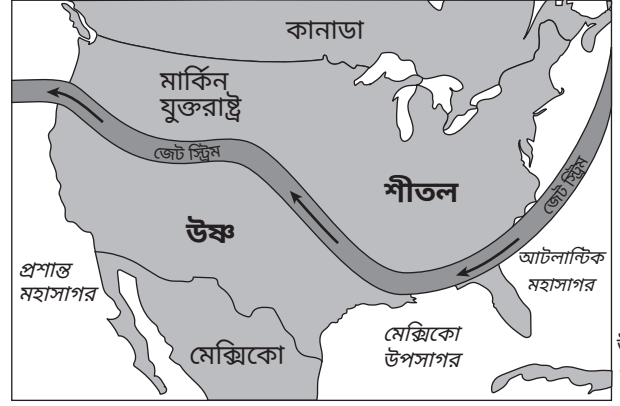 কানাডা
মার্কিন
যুক্তরাষ্ট্র
জেট স্ট্রিম
জেট স্ট্রিম
শীতল
উষ্ণ
প্রশান্ত
মহাসাগর
আটলান্টিক
মহাসাগর
মেক্সিকো
মেক্সিকো
উপসাগর